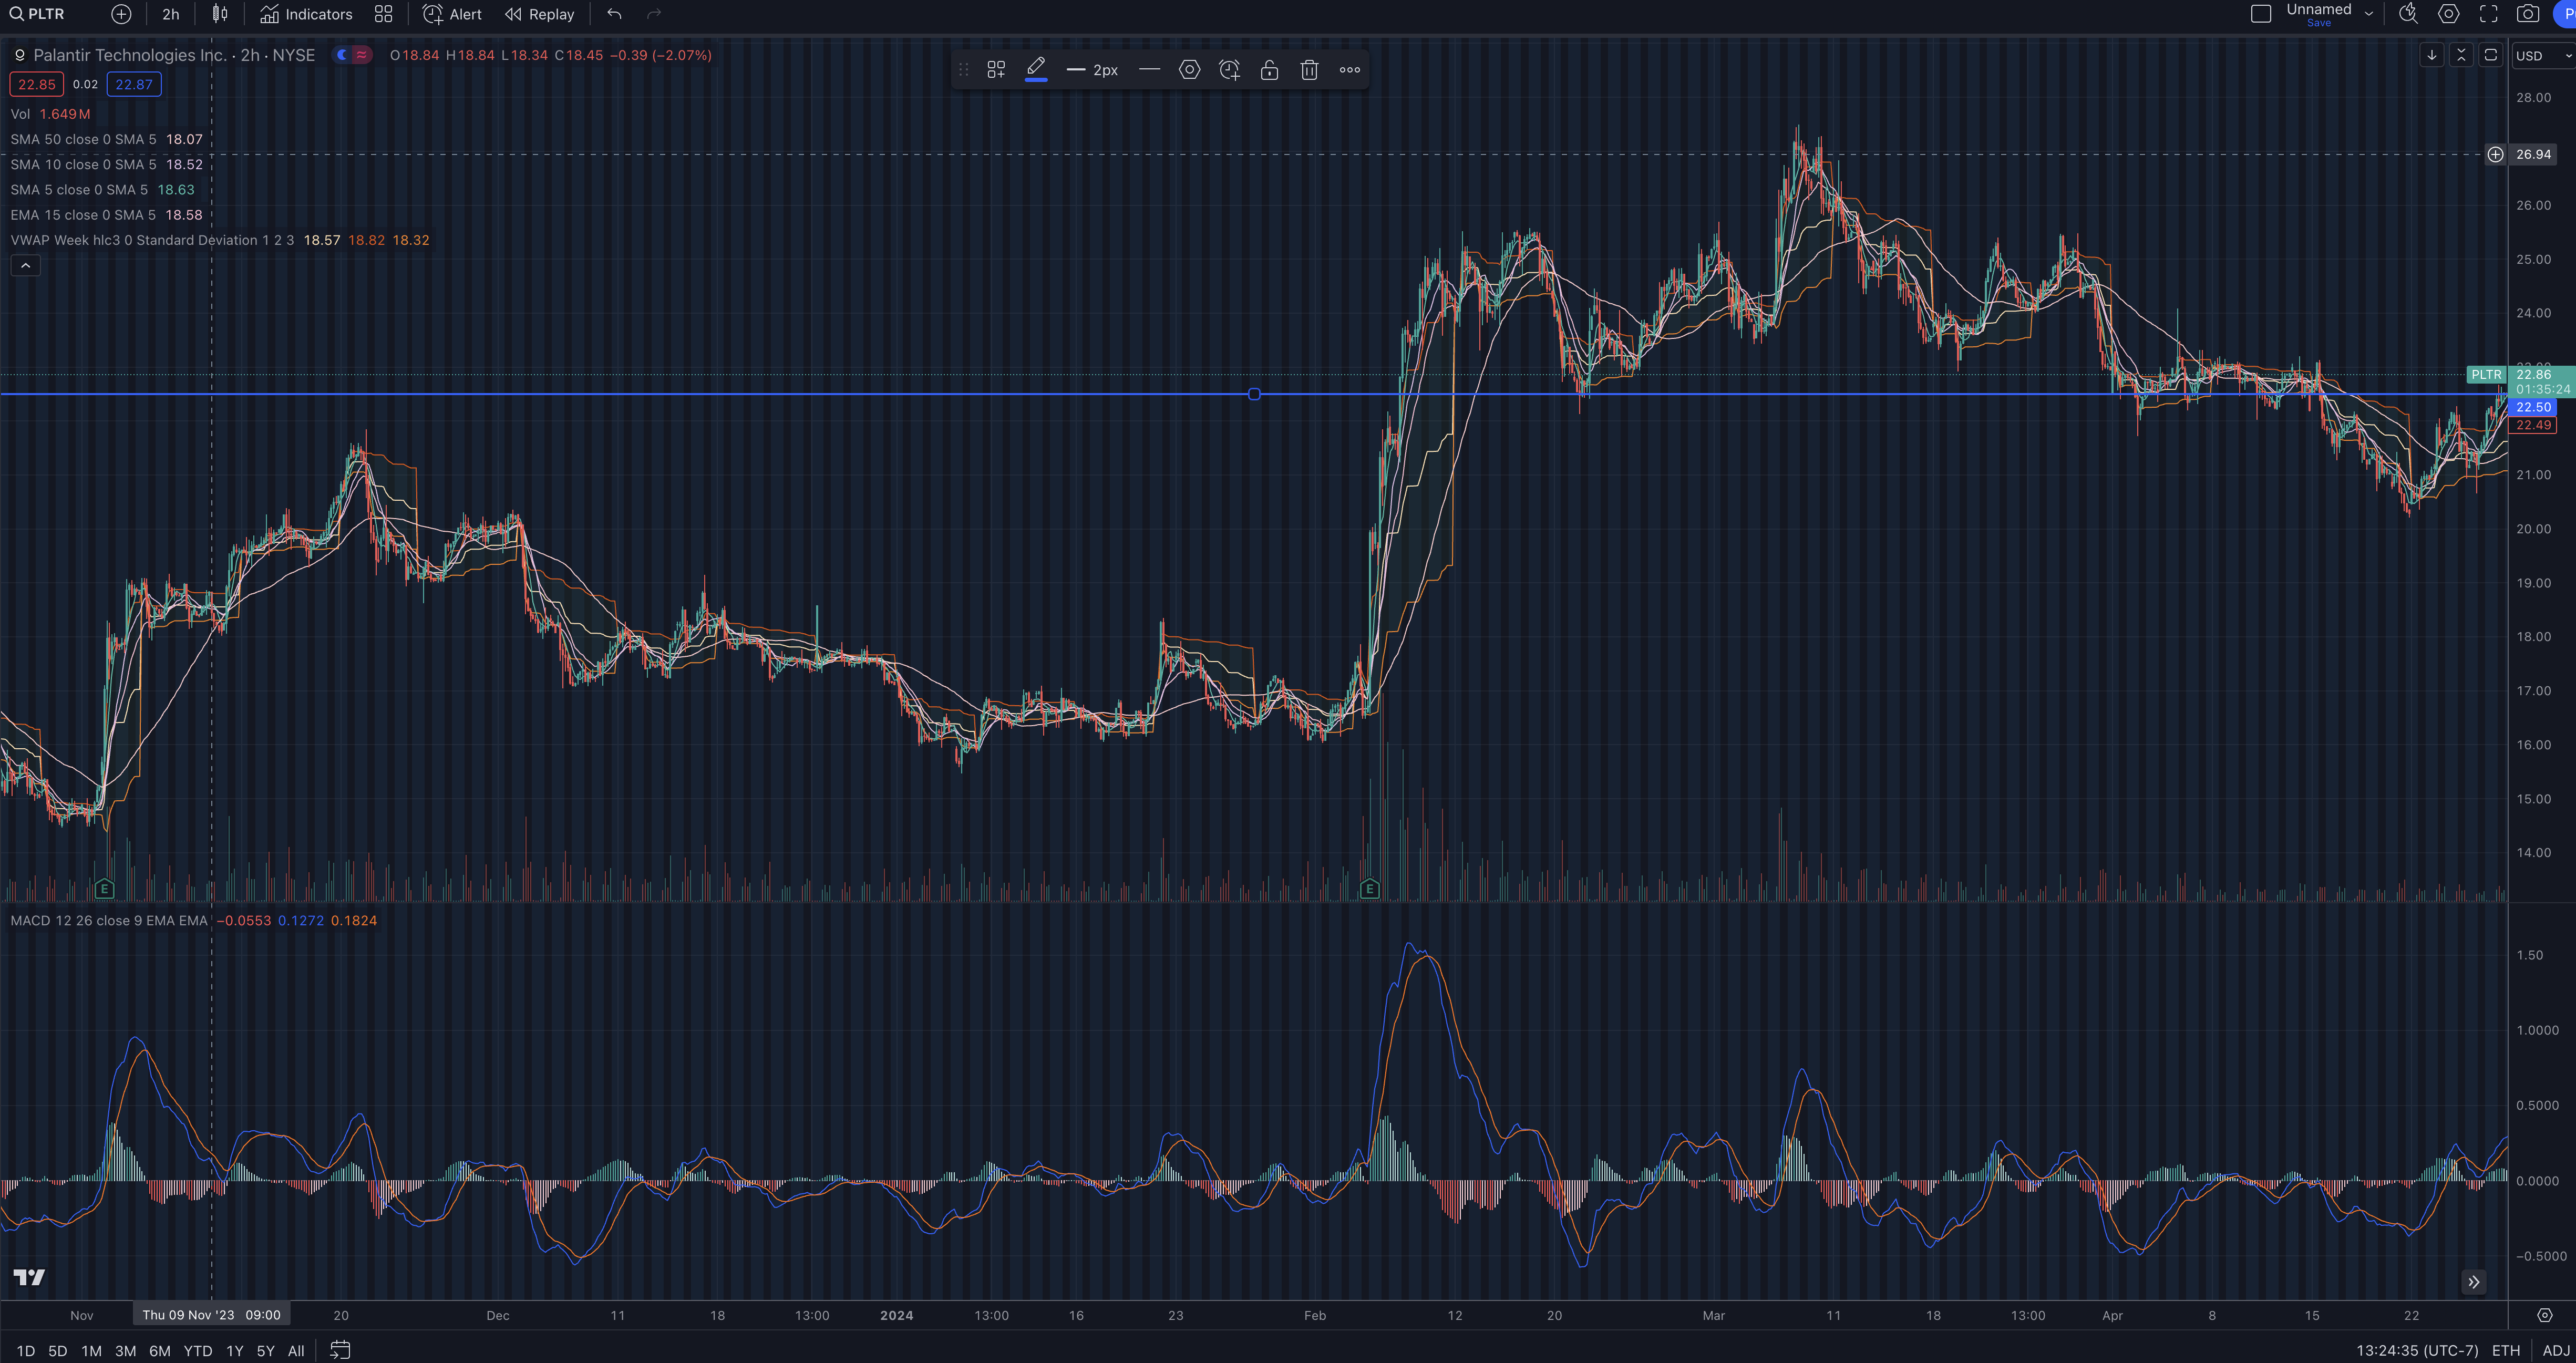 PLTR 2h Indicators Alert Replay Unnamed
Save
Palantir Technologies Inc. · 2h · NYSE O18.84 H18.84 L18.34 C18.45 −0.39 (−2.07%)
2px
USD
22.85 0.02 22.87
Vol 1.649M
SMA 50 close 0 SMA 5 18.07
SMA 10 close 0 SMA 5 18.52
SMA 5 close 0 SMA 5 18.63
EMA 15 close 0 SMA 5 18.58
VWAP Week hlc3 0 Standard Deviation 1 2 3 18.57 18.82 18.32
28.00
26.94
26.00
25.00
24.00
PLTR 22.86
01:35:24
22.50
22.49
21.00
20.00
19.00
18.00
17.00
16.00
15.00
14.00
E E
MACD 12 26 close 9 EMA EMA −0.0553 0.1272 0.1824
1.50
1.0000
0.5000
0.0000
−0.5000
Nov Thu 09 Nov '23 09:00 20 Dec 11 18 13:00 2024 13:00 16 23 Feb 12 20 Mar 11 18 13:00 Apr 8 15 22
1D 5D 1M 3M 6M YTD 1Y 5Y All 13:24:35 (UTC-7) ETH ADJ